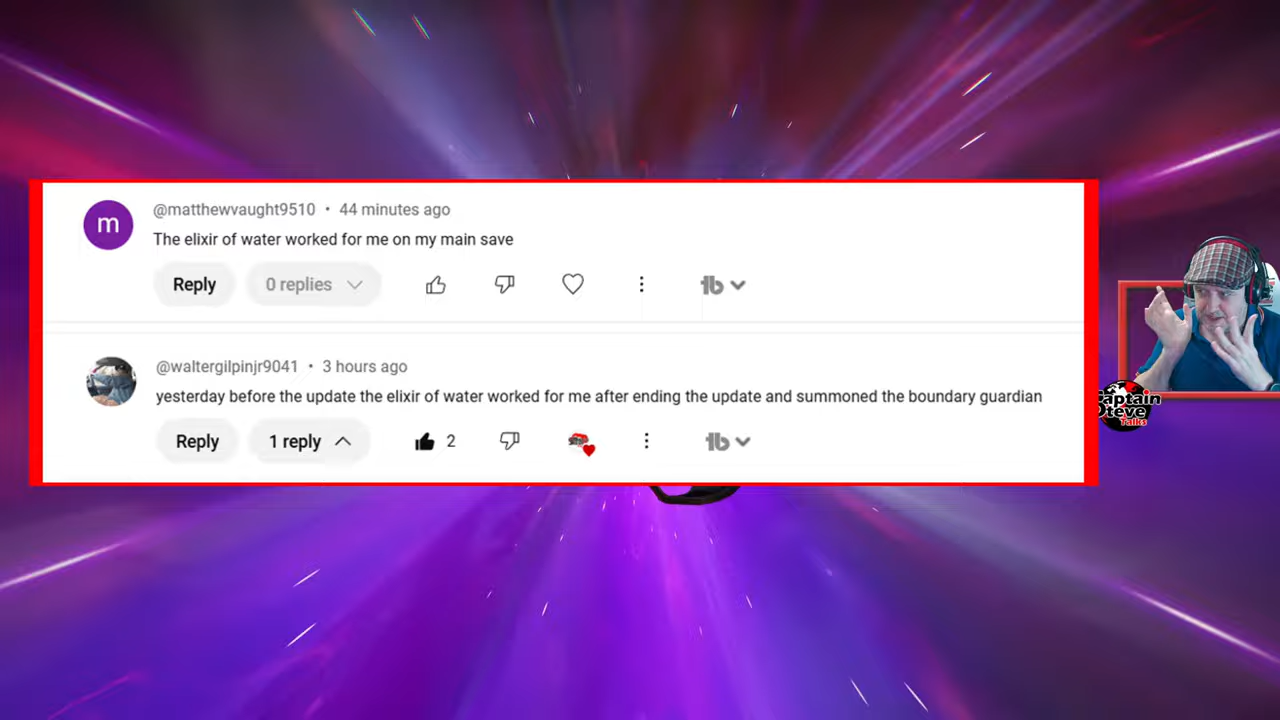 @matthewvaught9510 • 44 minutes ago
The elixir of water worked for me on my main save
Reply 0 replies
@waltergilpinjr9041 • 3 hours ago
yesterday before the update the elixir of water worked for me after ending the update and summoned the boundary guardian
Reply 1 reply 2
m
Captain
Steve
Talks